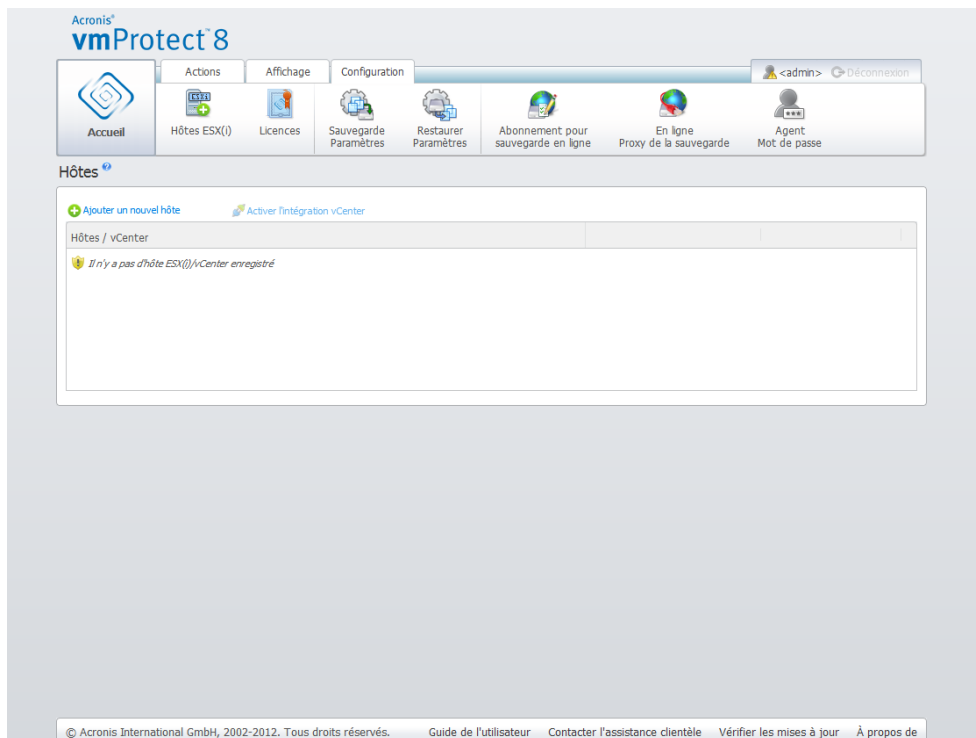 Acronis®
vmProtect™8
Actions Affichage Configuration <admin> Déconnexion
Accueil
Hôtes ESX(i)
Licences
Sauvegarde
Paramètres
Restaurer
Paramètres
Abonnement pour
sauvegarde en ligne
En ligne
Proxy de la sauvegarde
Agent
Mot de passe
Hôtes
Ajouter un nouvel hôte Activer l'intégration vCenter
Hôtes / vCenter
Il n'y a pas d'hôte ESX(i)/vCenter enregistré
© Acronis International GmbH, 2002-2012. Tous droits réservés. Guide de l'utilisateur Contacter l'assistance clientèle Vérifier les mises à jour À propos de